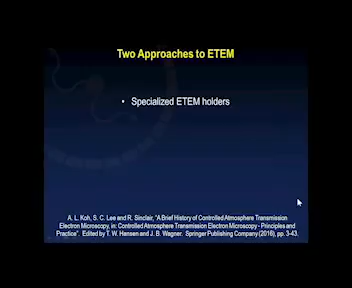 Two Approaches to ETEM
• Specialized ETEM holders
A. L. Koh, S. C. Lee and R. Sinclair, "A Brief History of Controlled Atmosphere Transmission
Electron Microscopy, in: Controlled Atmosphere Transmission Electron Microscopy - Principles and
Practice". Edited by T. W. Hansen and J. B. Wagner. Springer Publishing Company (2016), pp. 3-43.